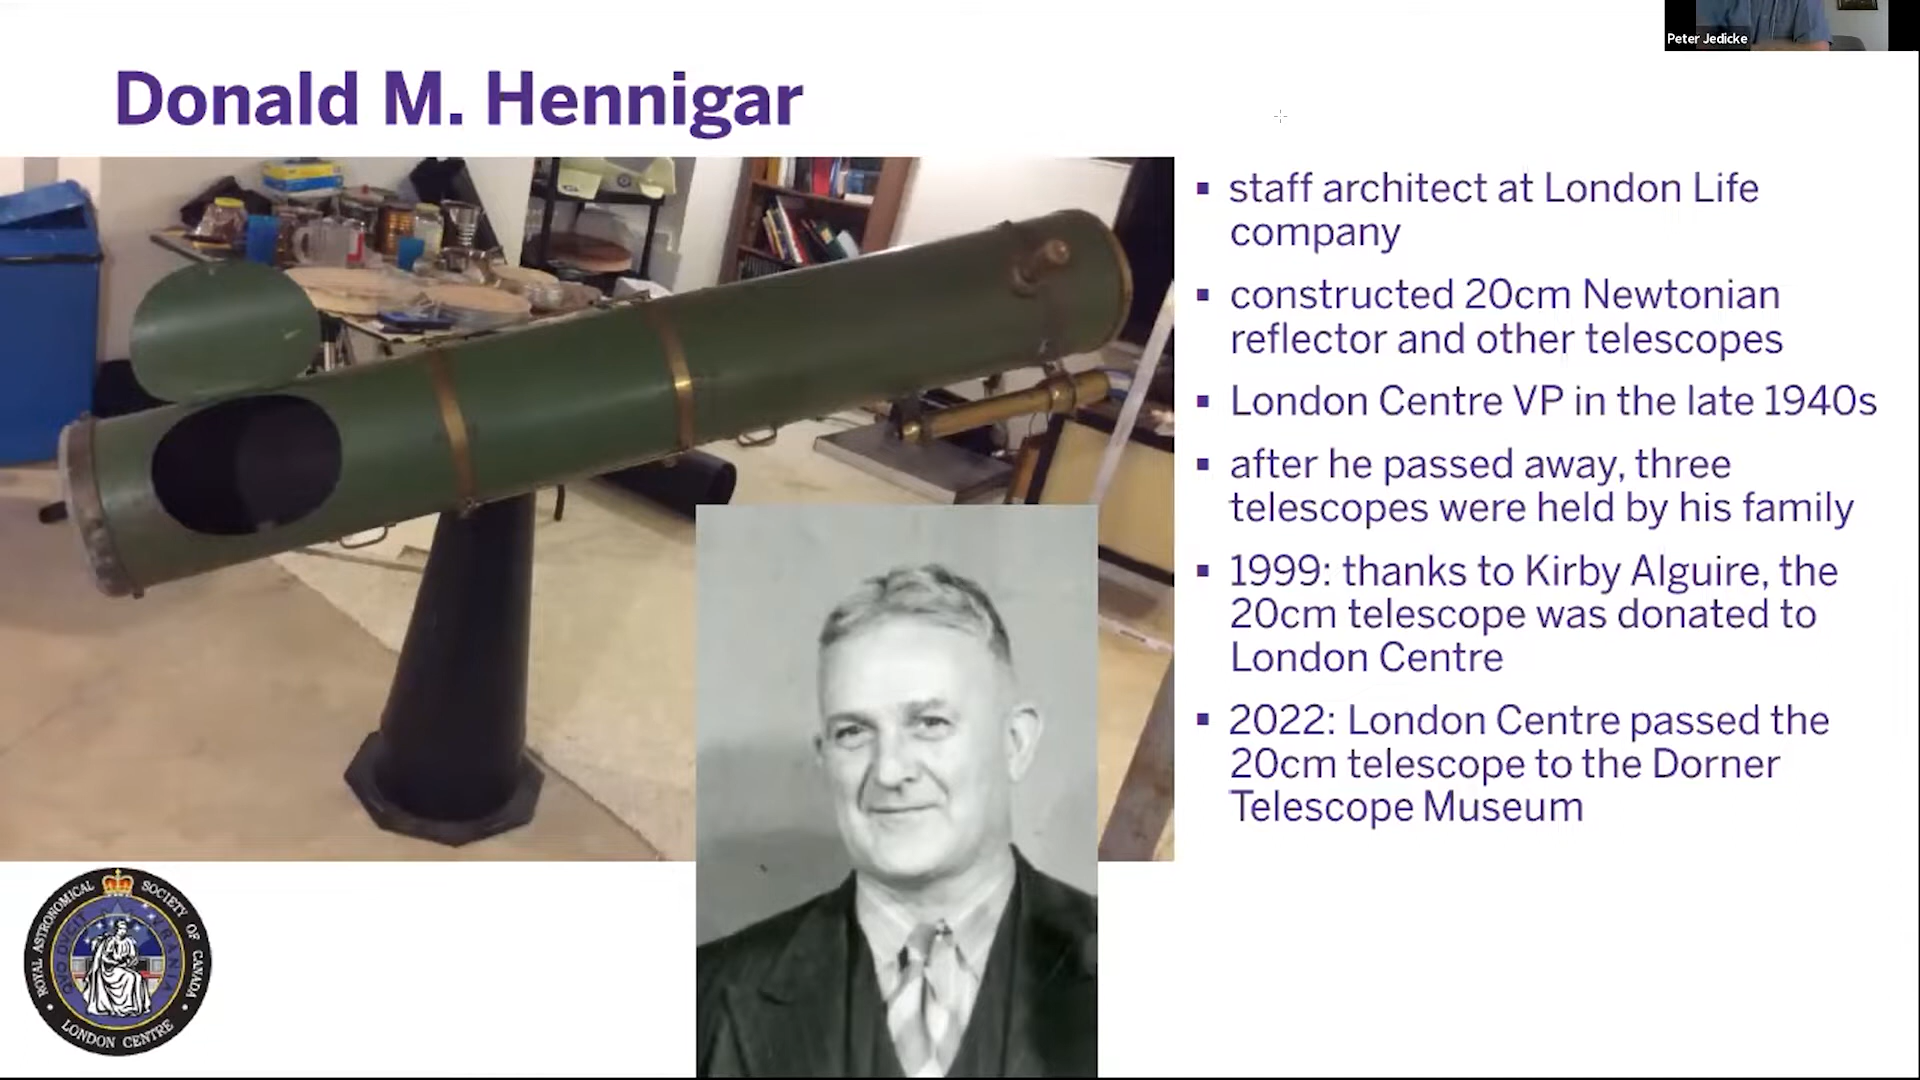 Peter Jedicke
Donald M. Hennigar
▪ staff architect at London Life
company
▪ constructed 20cm Newtonian
reflector and other telescopes
▪ London Centre VP in the late 1940s
▪ after he passed away, three
telescopes were held by his family
▪ 1999: thanks to Kirby Alguire, the
20cm telescope was donated to
London Centre
▪ 2022: London Centre passed the
20cm telescope to the Dorner
Telescope Museum
ROYAL ASTRONOMICAL SOCIETY OF CANADA
QVO DVCIT VRANIA
• LONDON CENTRE •